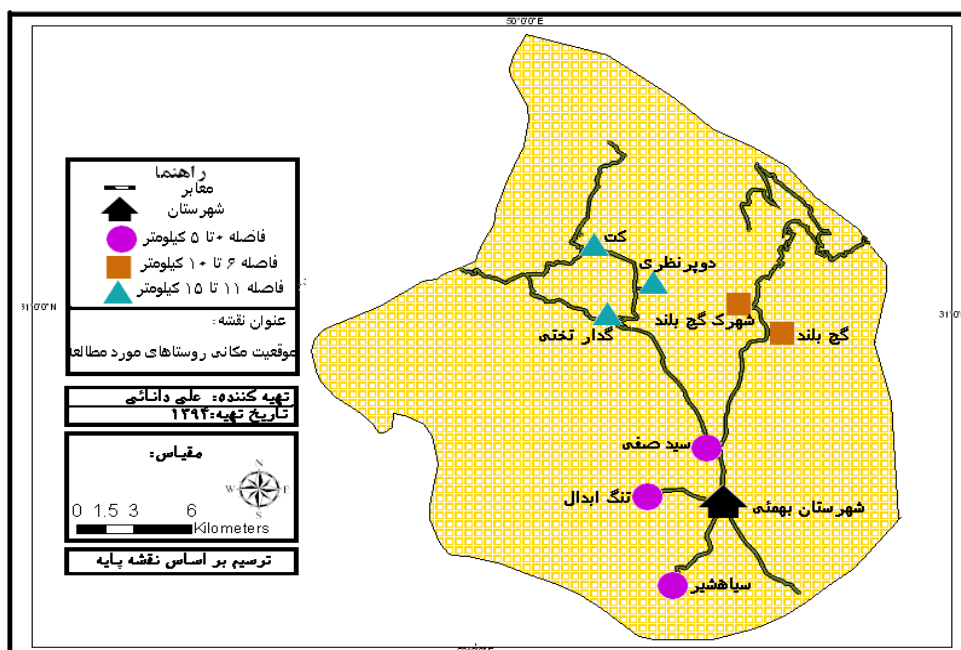 50°0'0"E
راهنما
معابر
شهرستان
فاصله ۰ تا ۵ کیلومتر
فاصله ۶ تا ۱۰ کیلومتر
فاصله ۱۱ تا ۱۵ کیلومتر
عنوان نقشه:
موقعیت مکانی روستاهای مورد مطالعه
تهیه کننده: علی دانائی
تاریخ تهیه:۱۳۹۴
مقیاس:
N
W E
S
0 1.5 3 6
Kilometers
ترسیم بر اساس نقشه پایه
31°0'0"N
31°0'0"
کت
دوپرنظری
شهرک گچ بلند
گدار تختی
گچ بلند
سید صفی
تنگ ابدال
شهرستان بهمئی
سیاهشیر